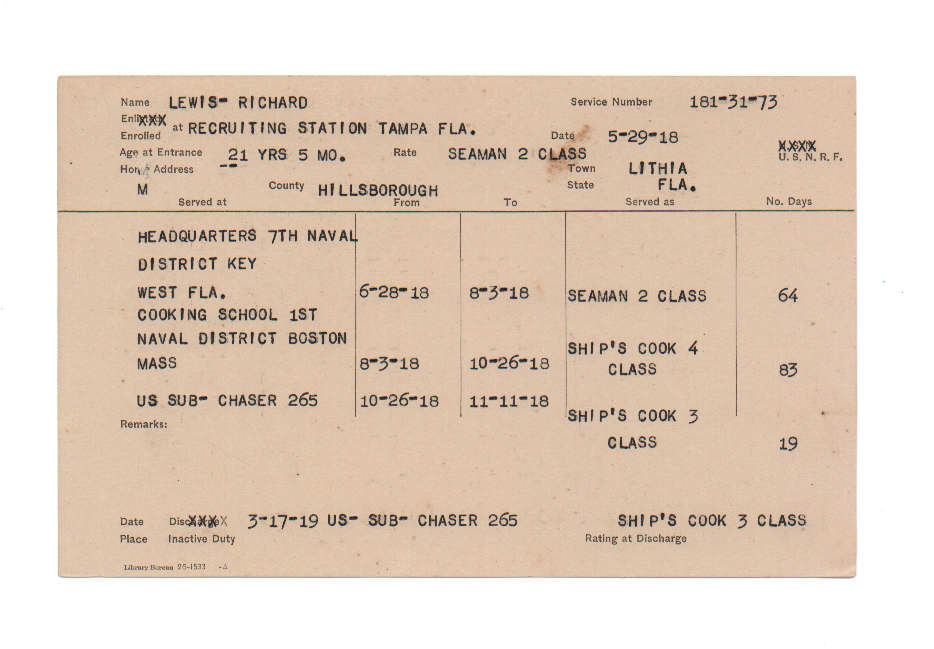 Name LEWIS- RICHARD Service Number 181-31-73
Enlisted XXX
Enrolled at RECRUITING STATION TAMPA FLA. Date 5-29-18
XXXX
U. S. N. R. F.
Age at Entrance 21 YRS 5 MO. Rate SEAMAN 2 CLASS
Home Address Town LITHIA
M County HILLSBOROUGH State FLA.
Served at From To Served as No. Days
HEADQUARTERS 7TH NAVAL
DISTRICT KEY
WEST FLA. 6-28-18 8-3-18 SEAMAN 2 CLASS 64
COOKING SCHOOL 1ST
NAVAL DISTRICT BOSTON
MASS 8-3-18 10-26-18 SHIP'S COOK 4
CLASS 83
US SUB- CHASER 265 10-26-18 11-11-18 SHIP'S COOK 3
CLASS 19
Remarks:
Date Discharge XXXX 3-17-19 US- SUB- CHASER 265 SHIP'S COOK 3 CLASS
Place Inactive Duty Rating at Discharge
Library Bureau 26-1533 -A